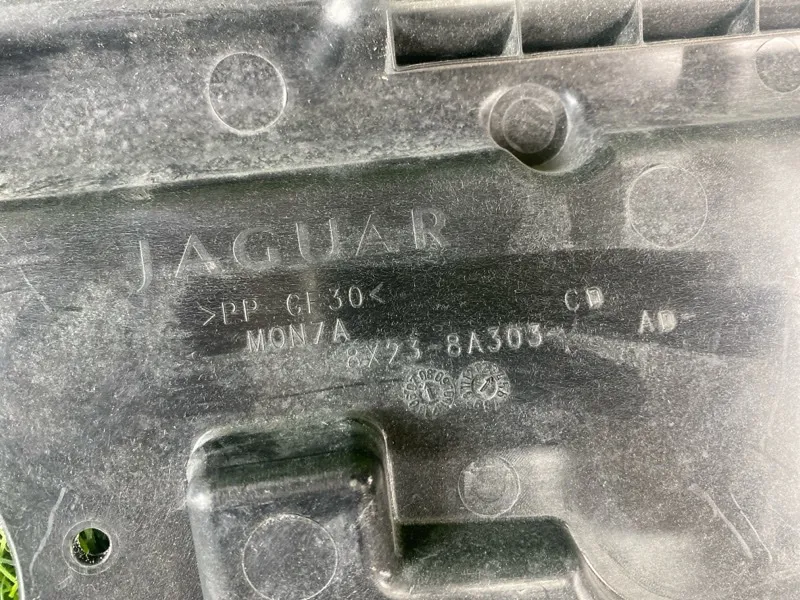 JAGUAR
>PP GF30< CD
MON7A AD
8X23-8A303-